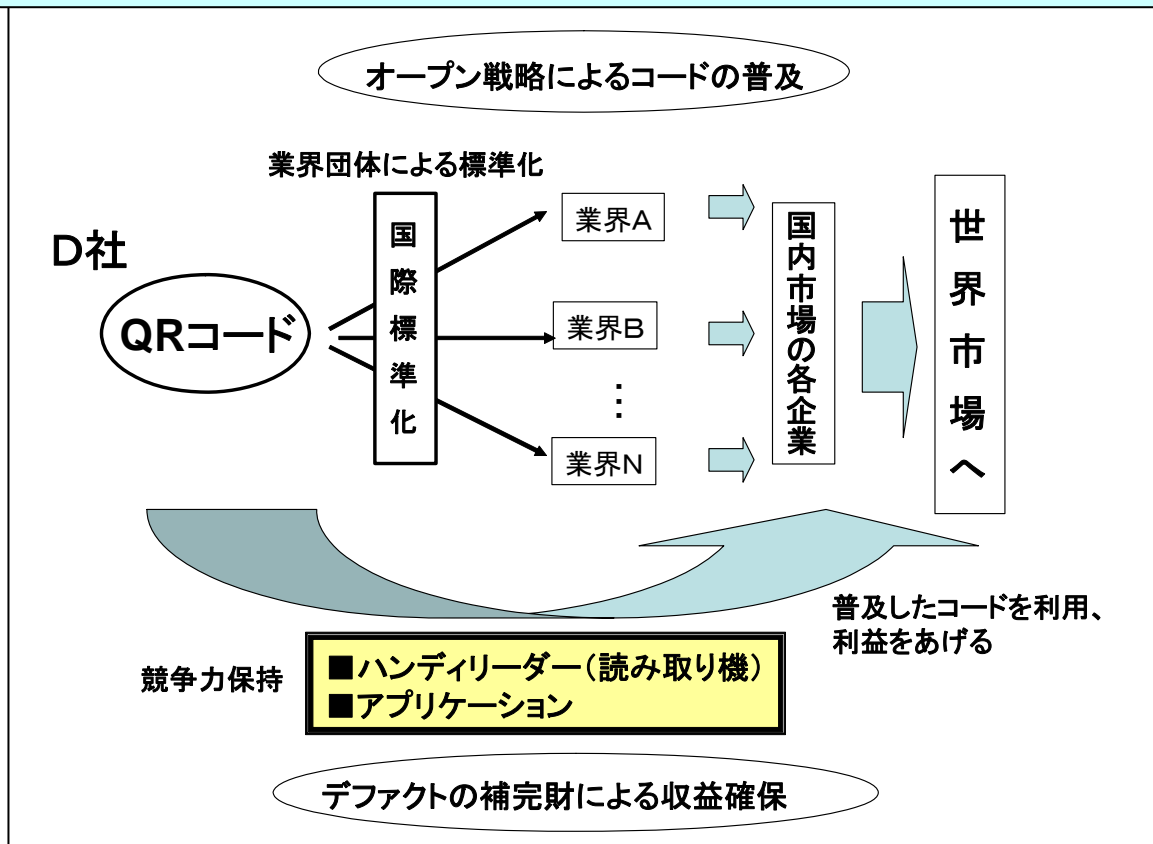 オープン戦略によるコードの普及
業界団体による標準化
D社
QRコード
国際標準化
業界A
業界B
⋮
業界N
国内市場の各企業
世界市場へ
普及したコードを利用、
利益をあげる
競争力保持
■ハンディリーダー(読み取り機)
■アプリケーション
デファクトの補完財による収益確保